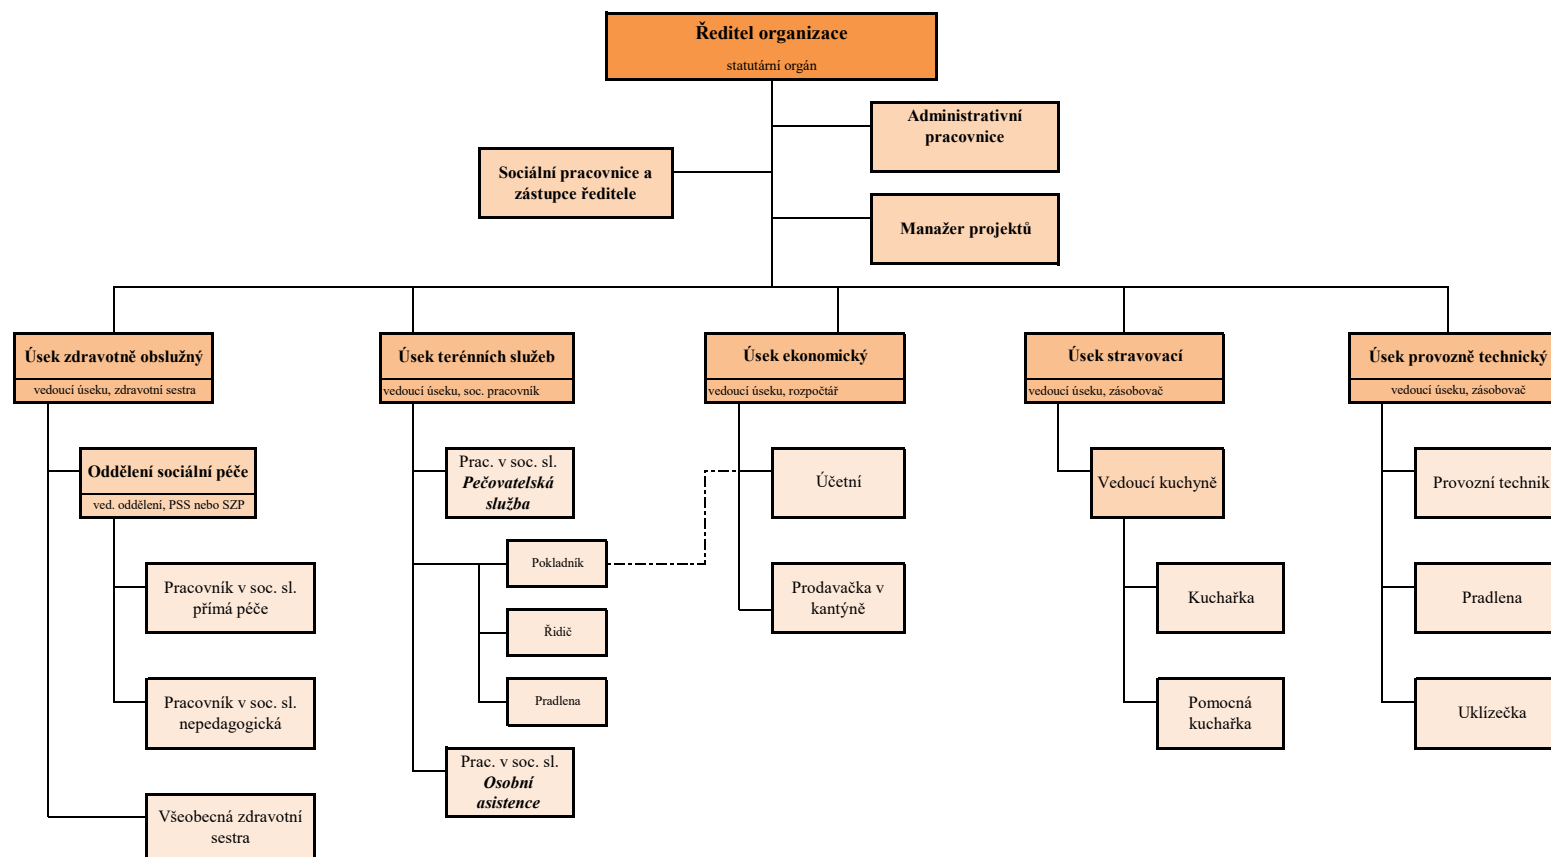 Ředitel organizace
statutární orgán
Administrativní
pracovnice
Sociální pracovnice a
zástupce ředitele
Manažer projektů
Úsek zdravotně obslužný
vedoucí úseku, zdravotní sestra
Úsek terénních služeb
vedoucí úseku, soc. pracovník
Úsek ekonomický
vedoucí úseku, rozpočtář
Úsek stravovací
vedoucí úseku, zásobovač
Úsek provozně technický
vedoucí úseku, zásobovač
Oddělení sociální péče
ved. oddělení, PSS nebo SZP
Pracovník v soc. sl.
přímá péče
Pracovník v soc. sl.
nepedagogická
Všeobecná zdravotní
sestra
Prac. v soc. sl.
Pečovatelská
služba
Pokladník
Řidič
Pradlena
Prac. v soc. sl.
Osobní
asistence
Účetní
Prodavačka v
kantýně
Vedoucí kuchyně
Kuchařka
Pomocná
kuchařka
Provozní technik
Pradlena
Uklízečka